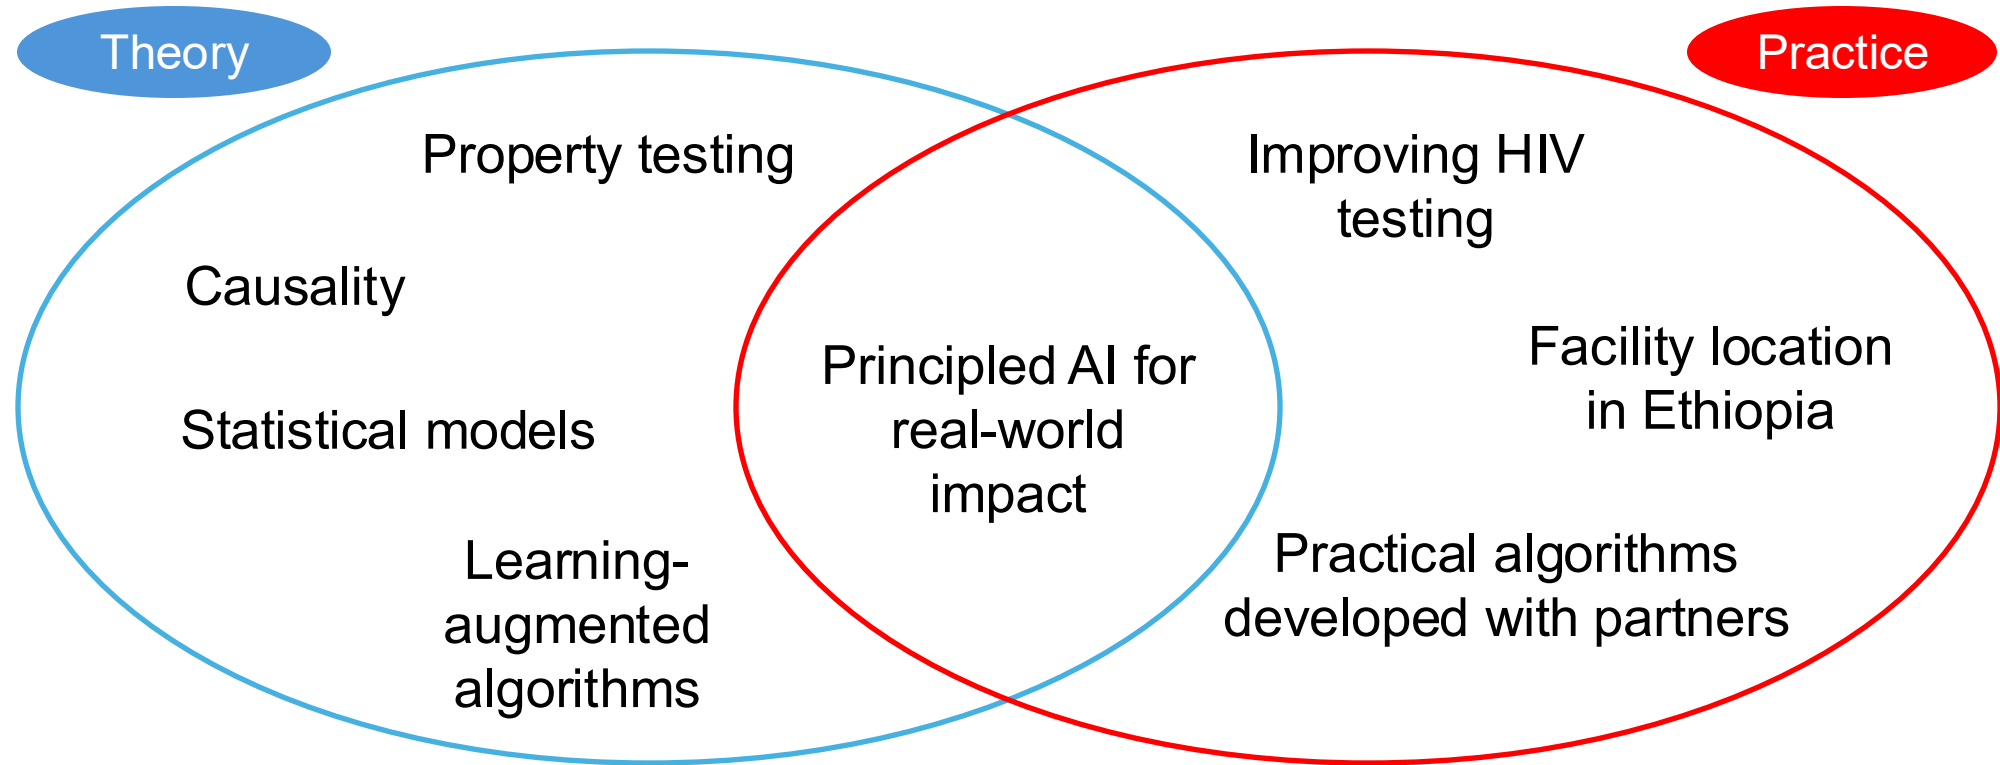 Theory
Practice
Property testing
Improving HIV
testing
Causality
Facility location
in Ethiopia
Principled AI for
real-world
impact
Statistical models
Learning-
augmented
algorithms
Practical algorithms
developed with partners